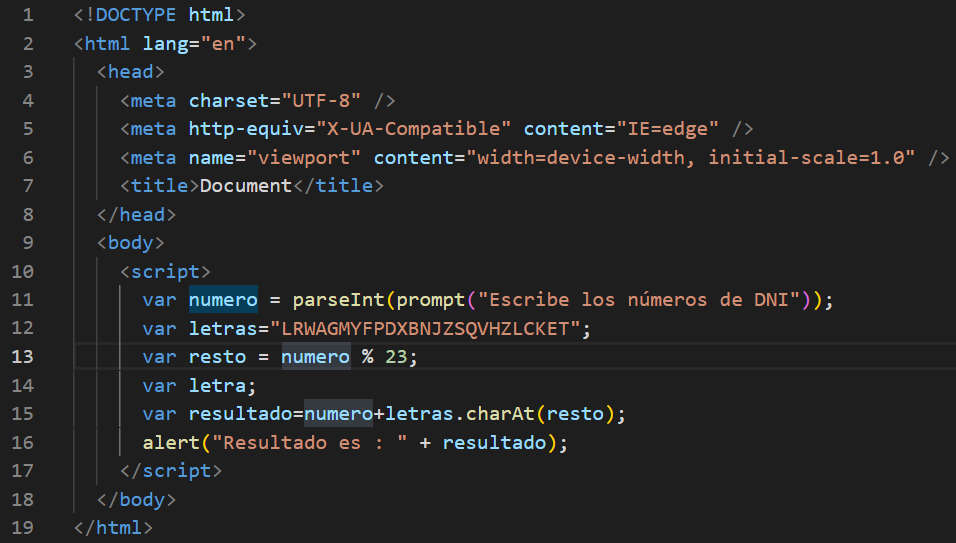 1 <!DOCTYPE html>
2 <html lang="en">
3 <head>
4 <meta charset="UTF-8" />
5 <meta http-equiv="X-UA-Compatible" content="IE=edge" />
6 <meta name="viewport" content="width=device-width, initial-scale=1.0" />
7 <title>Document</title>
8 </head>
9 <body>
10 <script>
11 var numero = parseInt(prompt("Escribe los números de DNI"));
12 var letras="LRWAGMYFPDXBNJZSQVHZLCKET";
13 var resto = numero % 23;
14 var letra;
15 var resultado=numero+letras.charAt(resto);
16 alert("Resultado es : " + resultado);
17 </script>
18 </body>
19 </html>